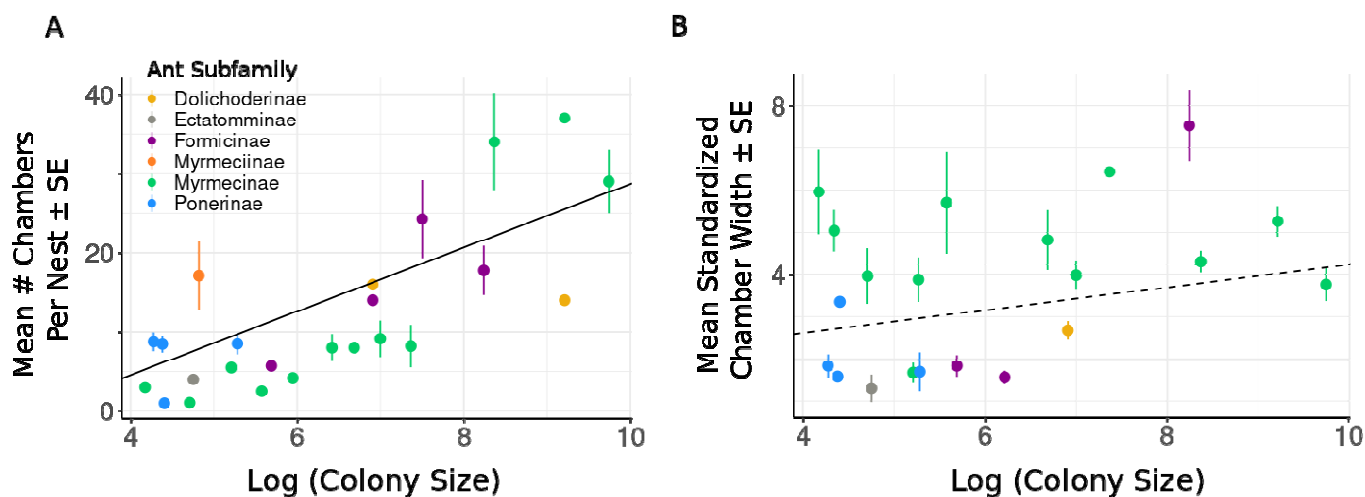 A
Mean # Chambers
Per Nest ± SE
40
20
0
Ant Subfamily
Dolichoderinae
Ectatomminae
Formicinae
Myrmeciinae
Myrmecinae
Ponerinae
4 6 8 10
Log (Colony Size)
B
Mean Standardized
Chamber Width ± SE
8
4
4 6 8 10
Log (Colony Size)